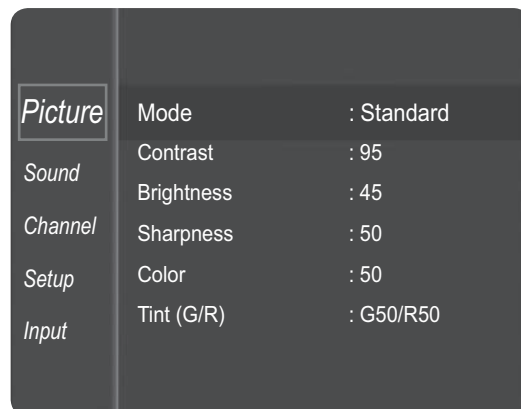 Picture
Sound
Channel
Setup
Input
Mode : Standard
Contrast : 95
Brightness : 45
Sharpness : 50
Color : 50
Tint (G/R) : G50/R50